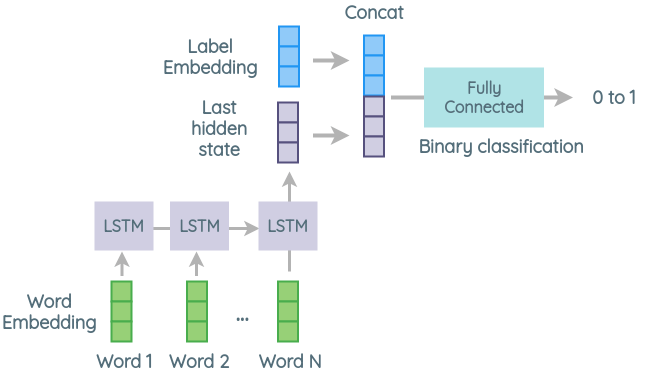 Concat
Label
Embedding
Last
hidden
state
Fully
Connected
0 to 1
Binary classification
LSTM
LSTM
LSTM
Word
Embedding
...
Word 1
Word 2
Word N